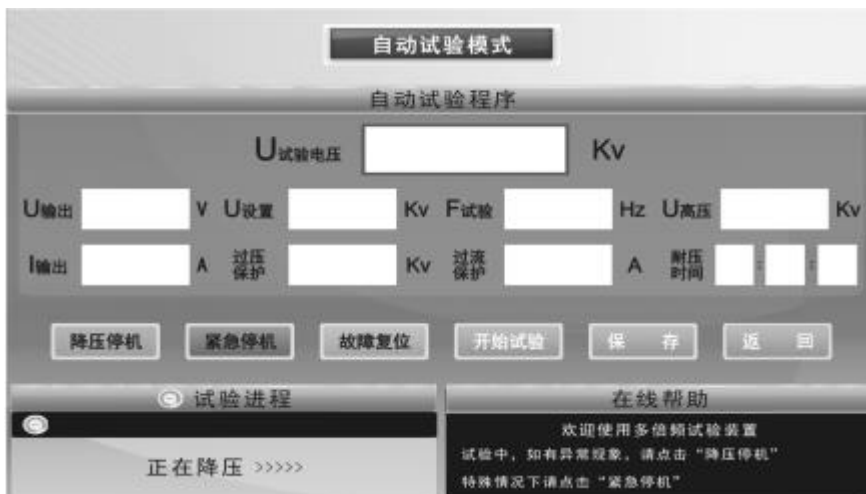 自动试验模式
自动试验程序
U试验电压 Kv
U输出 V U设置 Kv F试验 Hz U高压 Kv
I输出 A 过压保护 Kv 过流保护 A 耐压时间 : :
降压停机 紧急停机 故障复位 开始试验 保 存 返 回
试验进程
正在降压 >>>>>
在线帮助
欢迎使用多倍频试验装置
试验中，如有异常现象，请点击“降压停机”
特殊情况下请点击“紧急停机”